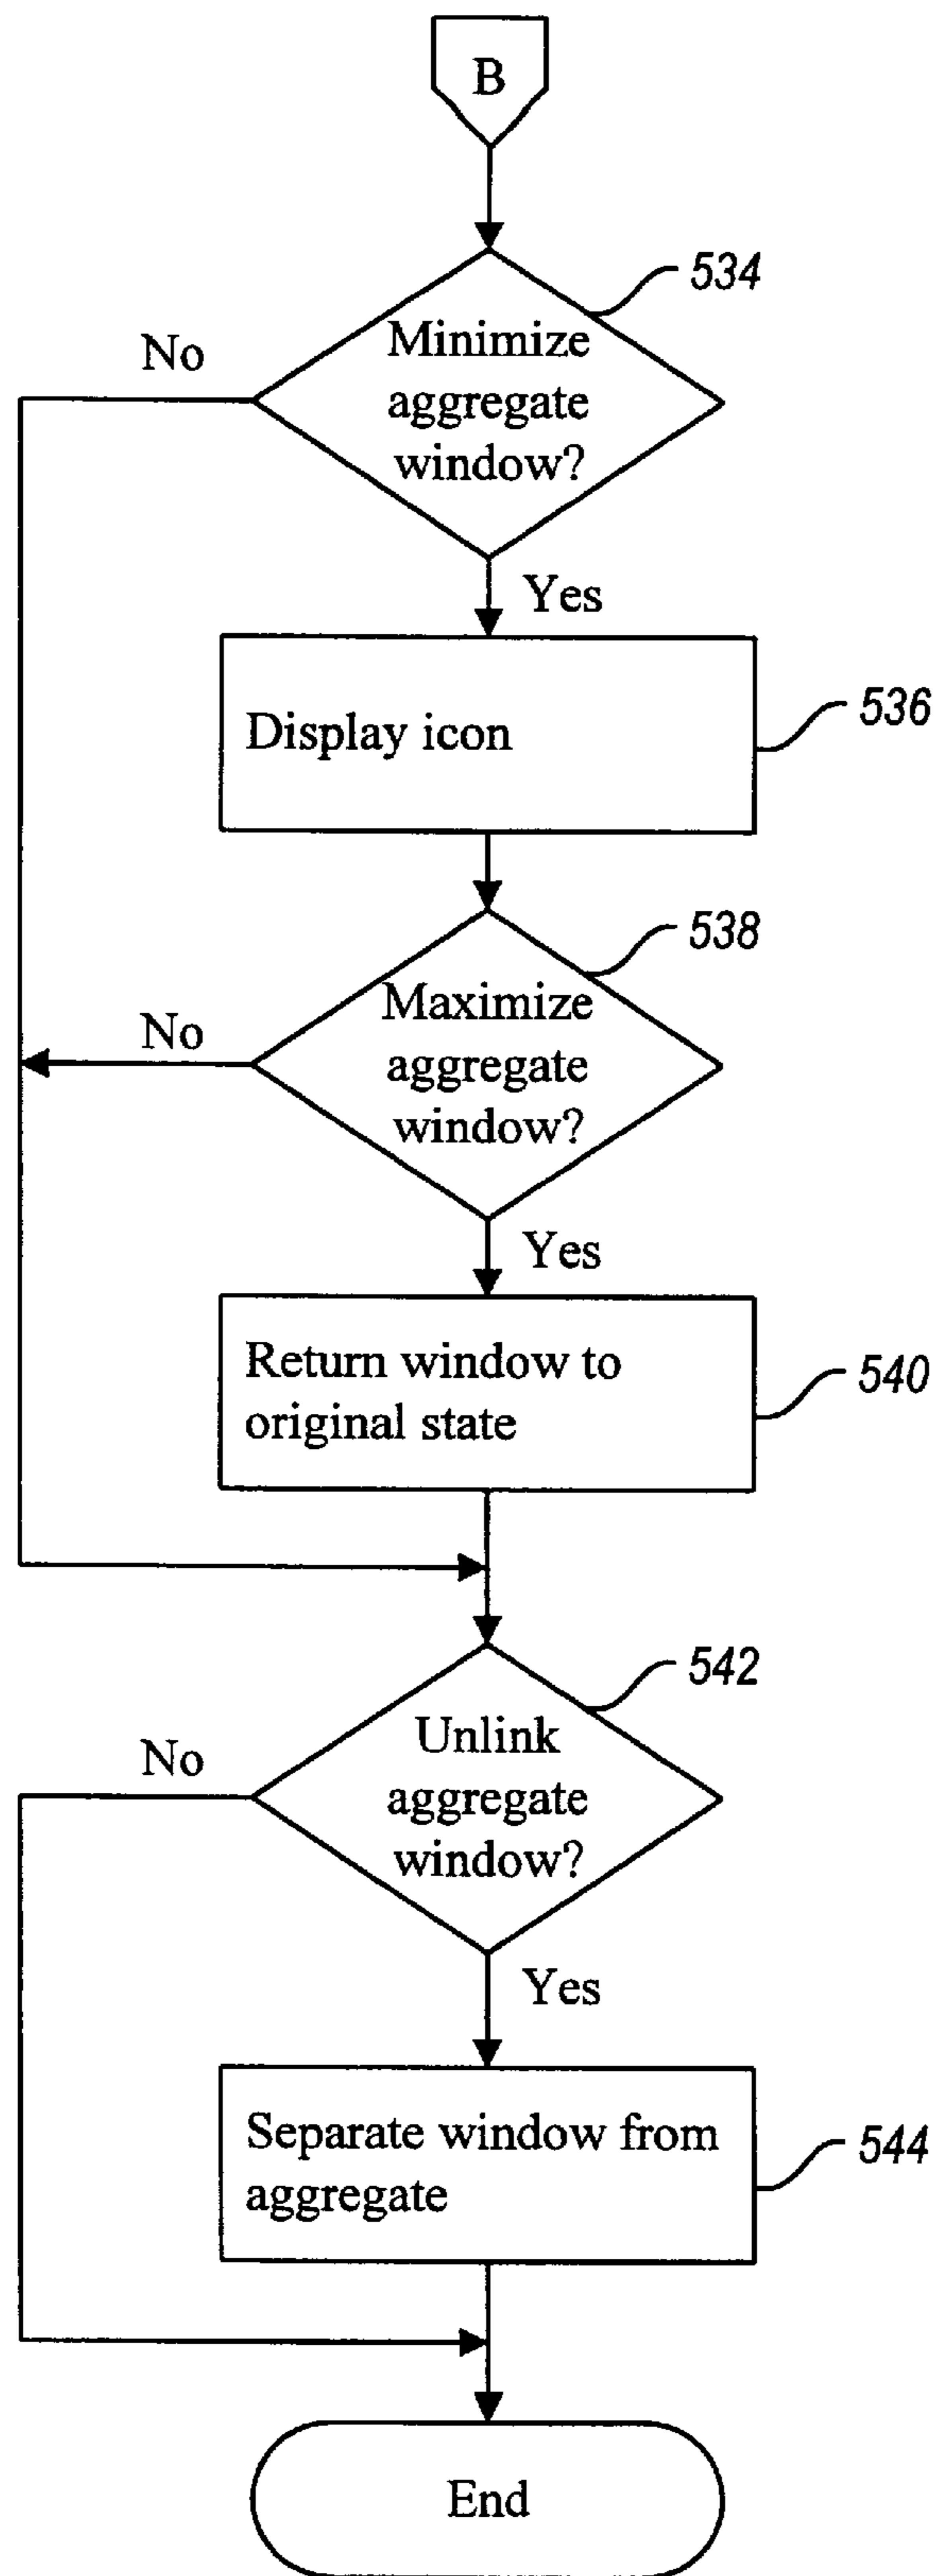 B
534
No
Minimize
aggregate
window?
Yes
Display icon
536
538
No
Maximize
aggregate
window?
Yes
Return window to
original state
540
542
No
Unlink
aggregate
window?
Yes
Separate window from
aggregate
544
End